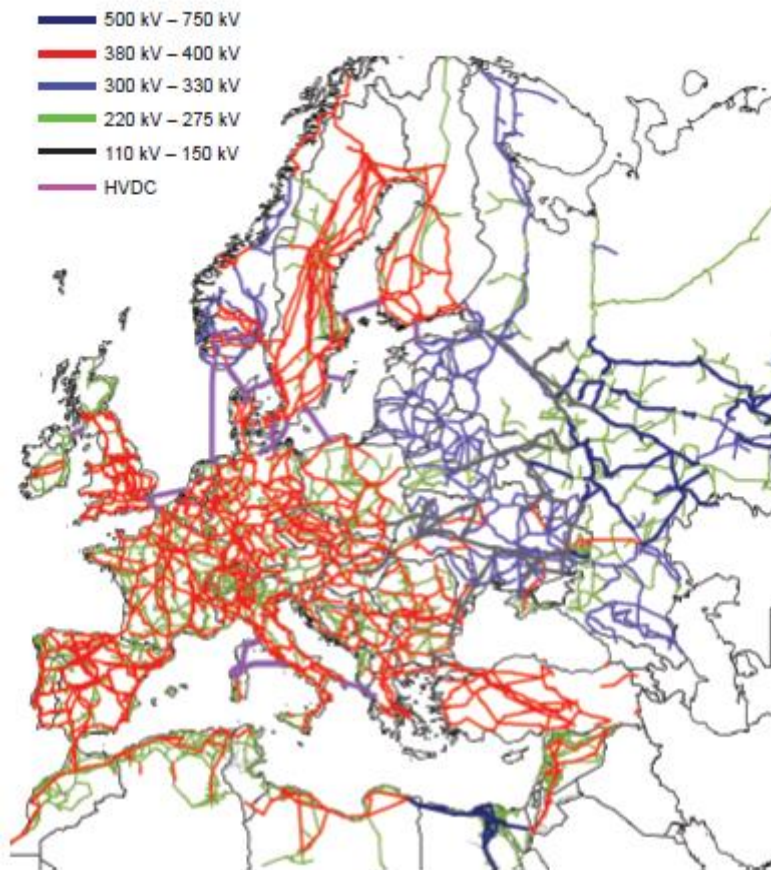 500 kV – 750 kV
380 kV – 400 kV
300 kV – 330 kV
220 kV – 275 kV
110 kV – 150 kV
HVDC